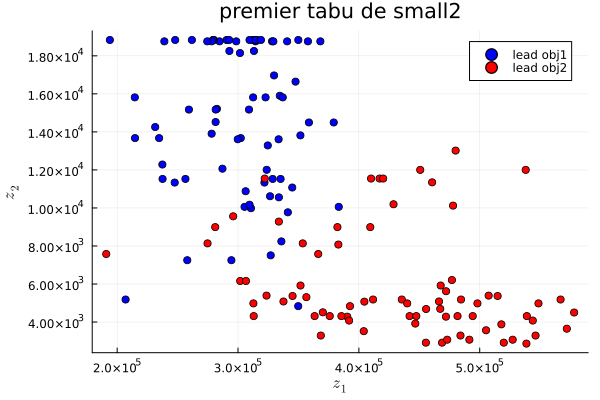 premier tabu de small2
lead obj1
lead obj2
1.80×10⁴
1.60×10⁴
1.40×10⁴
1.20×10⁴
1.00×10⁴
8.00×10³
6.00×10³
4.00×10³
z₂
2.0×10⁵ 3.0×10⁵ 4.0×10⁵ 5.0×10⁵
z₁